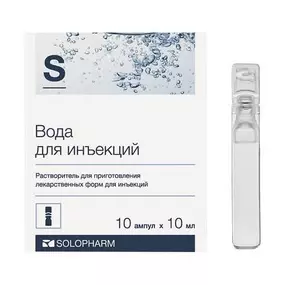 S
Вода
для инъекций
Растворитель для приготовления
лекарственных форм для инъекций
10 ампул x 10 мл
SOLOPHARM